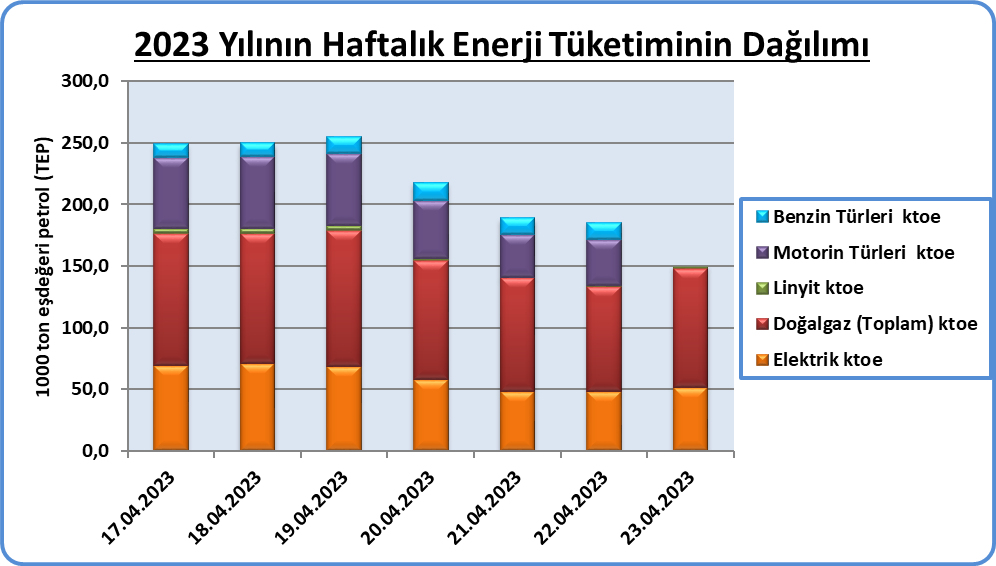 2023 Yılının Haftalık Enerji Tüketiminin Dağılımı
1000 ton eşdeğeri petrol (TEP)
300,0
250,0
200,0
150,0
100,0
50,0
0,0
17.04.2023
18.04.2023
19.04.2023
20.04.2023
21.04.2023
22.04.2023
23.04.2023
Benzin Türleri ktoe
Motorin Türleri ktoe
Linyit ktoe
Doğalgaz (Toplam) ktoe
Elektrik ktoe